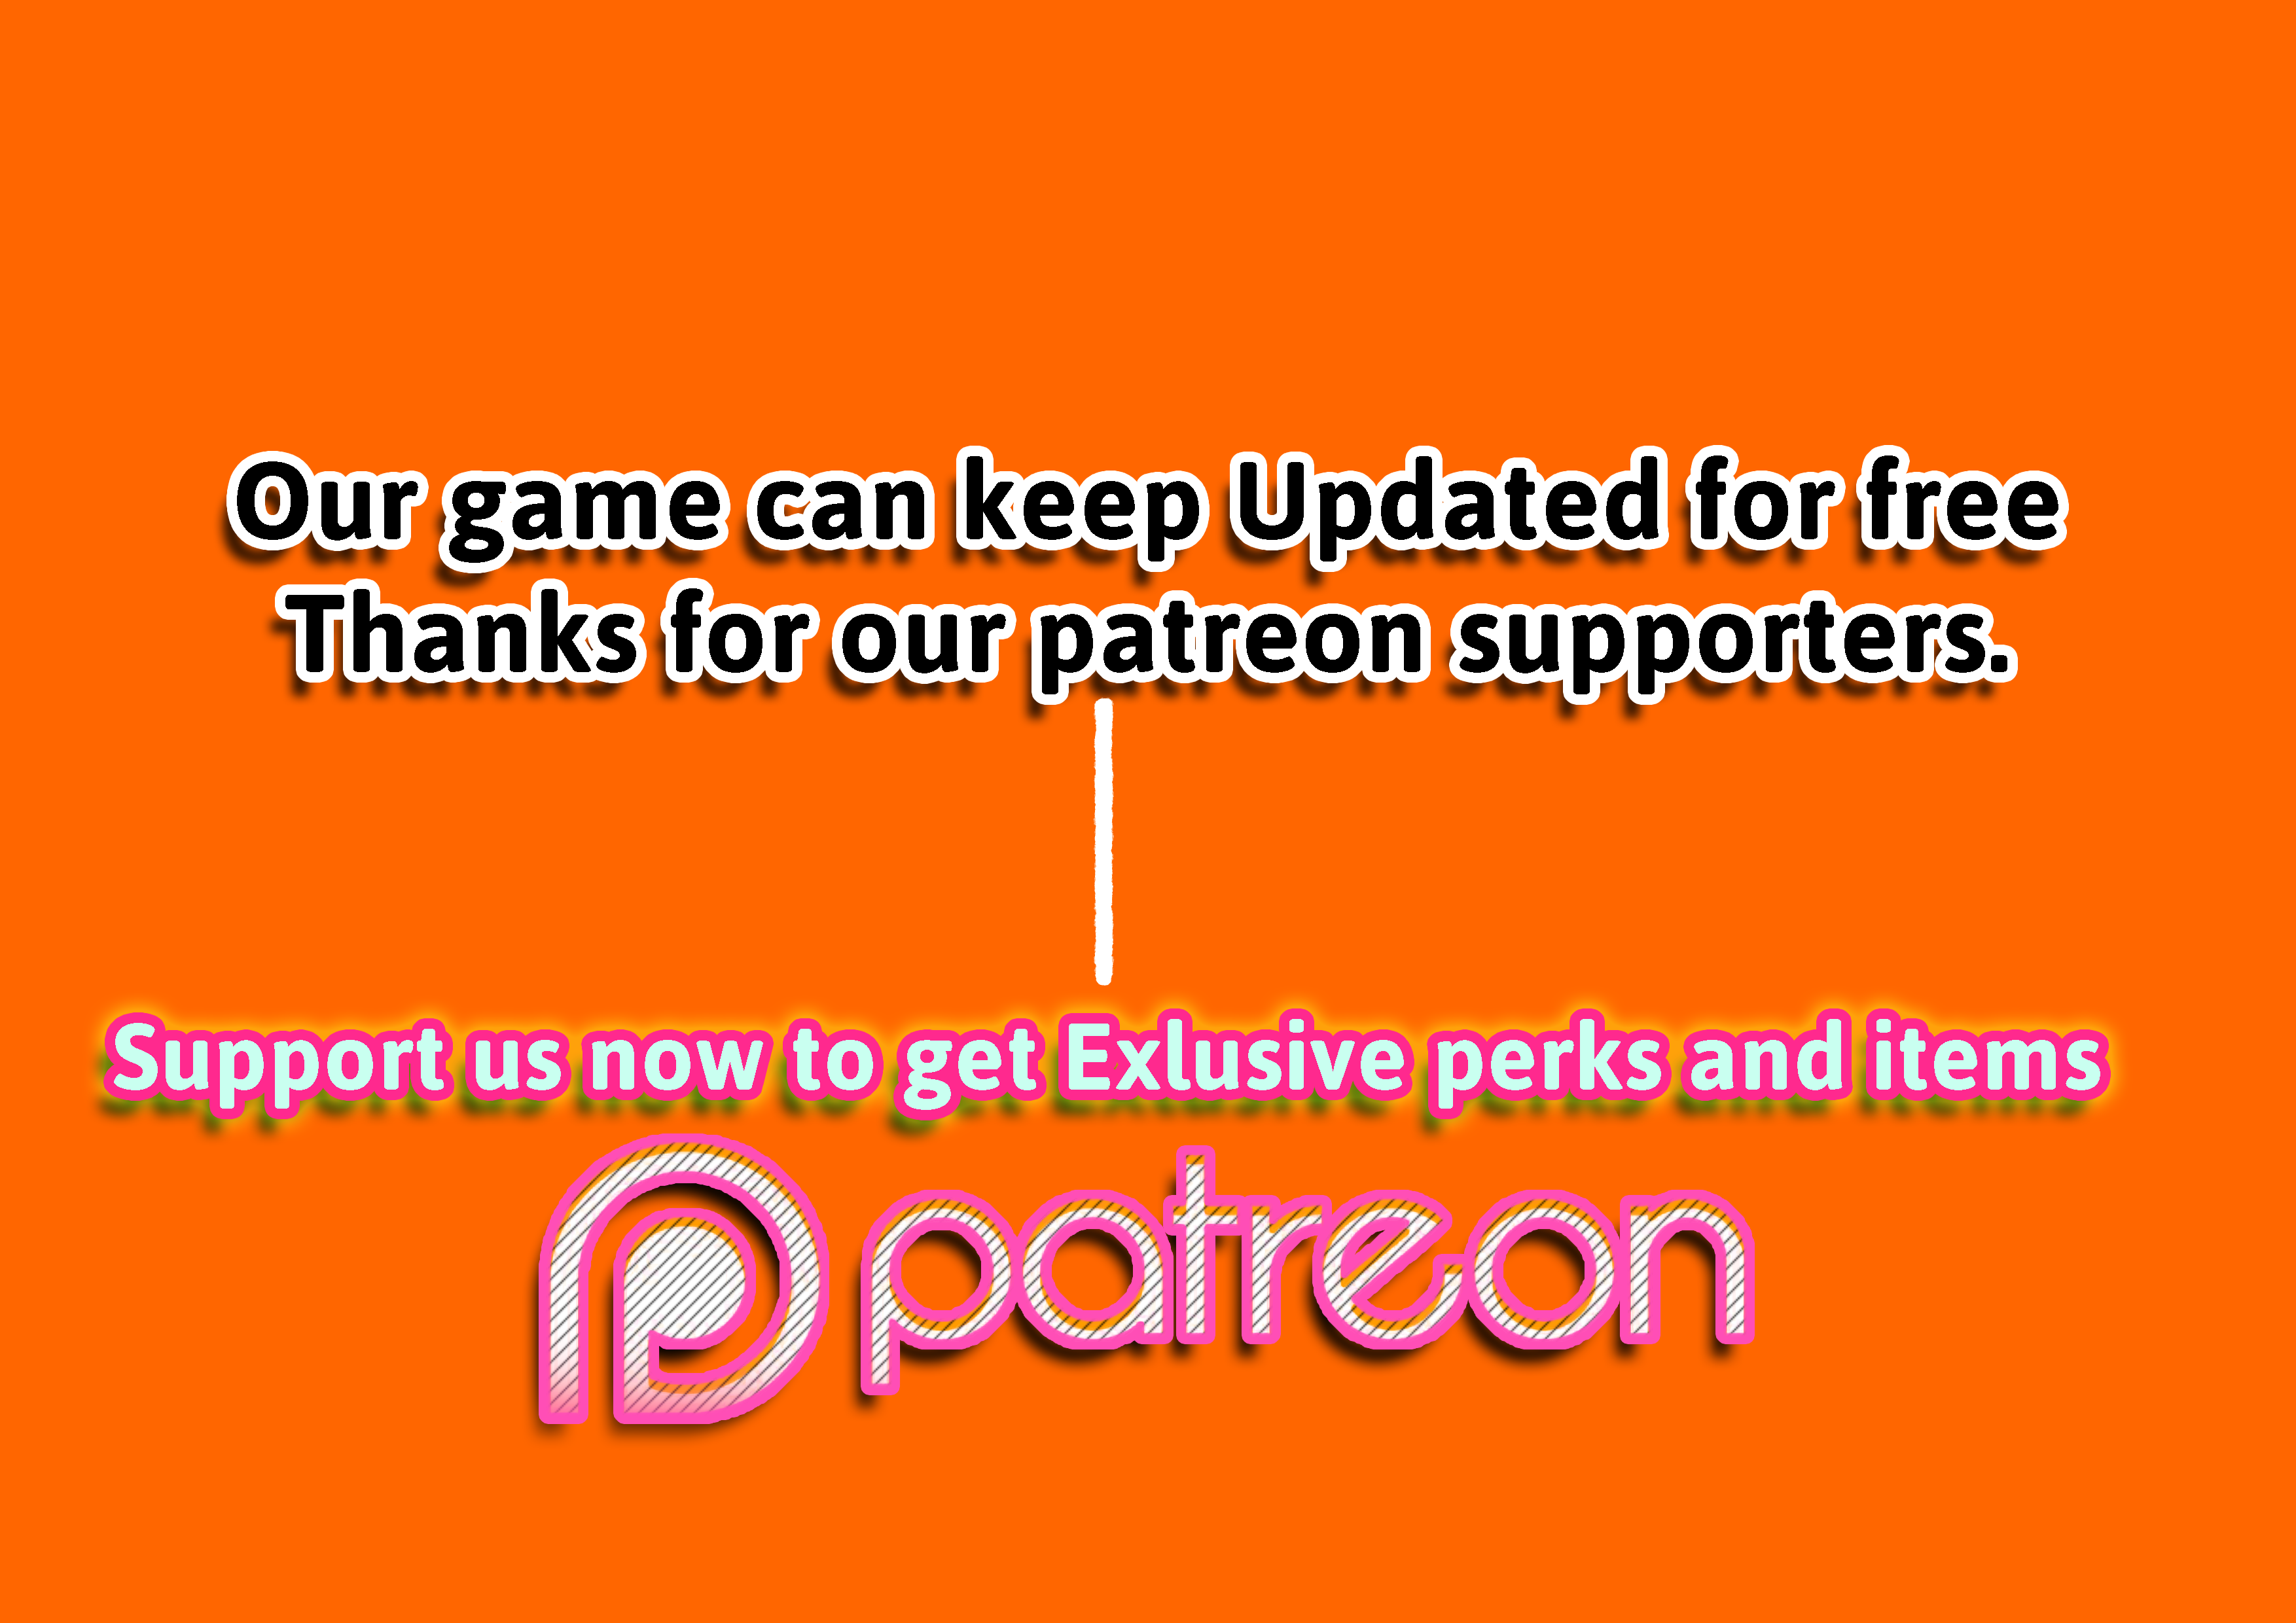 Our game can keep Updated for free
Thanks for our patreon supporters.
Support us now to get Exlusive perks and items
patreon